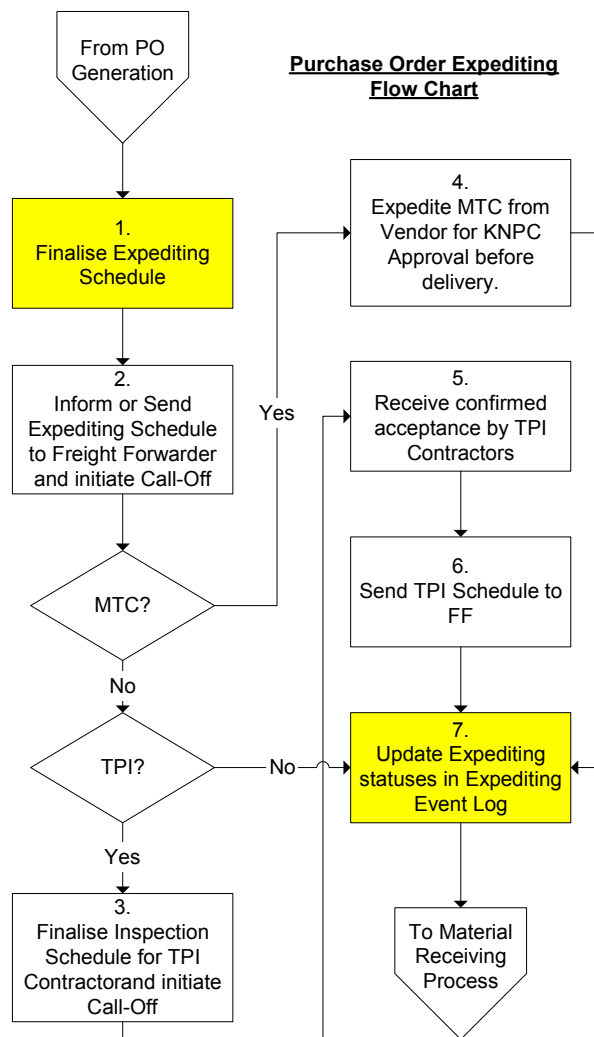 From PO
Generation
Purchase Order Expediting
Flow Chart
1.
Finalise Expediting
Schedule
2.
Inform or Send
Expediting Schedule
to Freight Forwarder
and initiate Call-Off
MTC?
Yes
No
TPI?
No
Yes
3.
Finalise Inspection
Schedule for TPI
Contractorand initiate
Call-Off
4.
Expedite MTC from
Vendor for KNPC
Approval before
delivery.
5.
Receive confirmed
acceptance by TPI
Contractors
6.
Send TPI Schedule to
FF
7.
Update Expediting
statuses in Expediting
Event Log
To Material
Receiving
Process